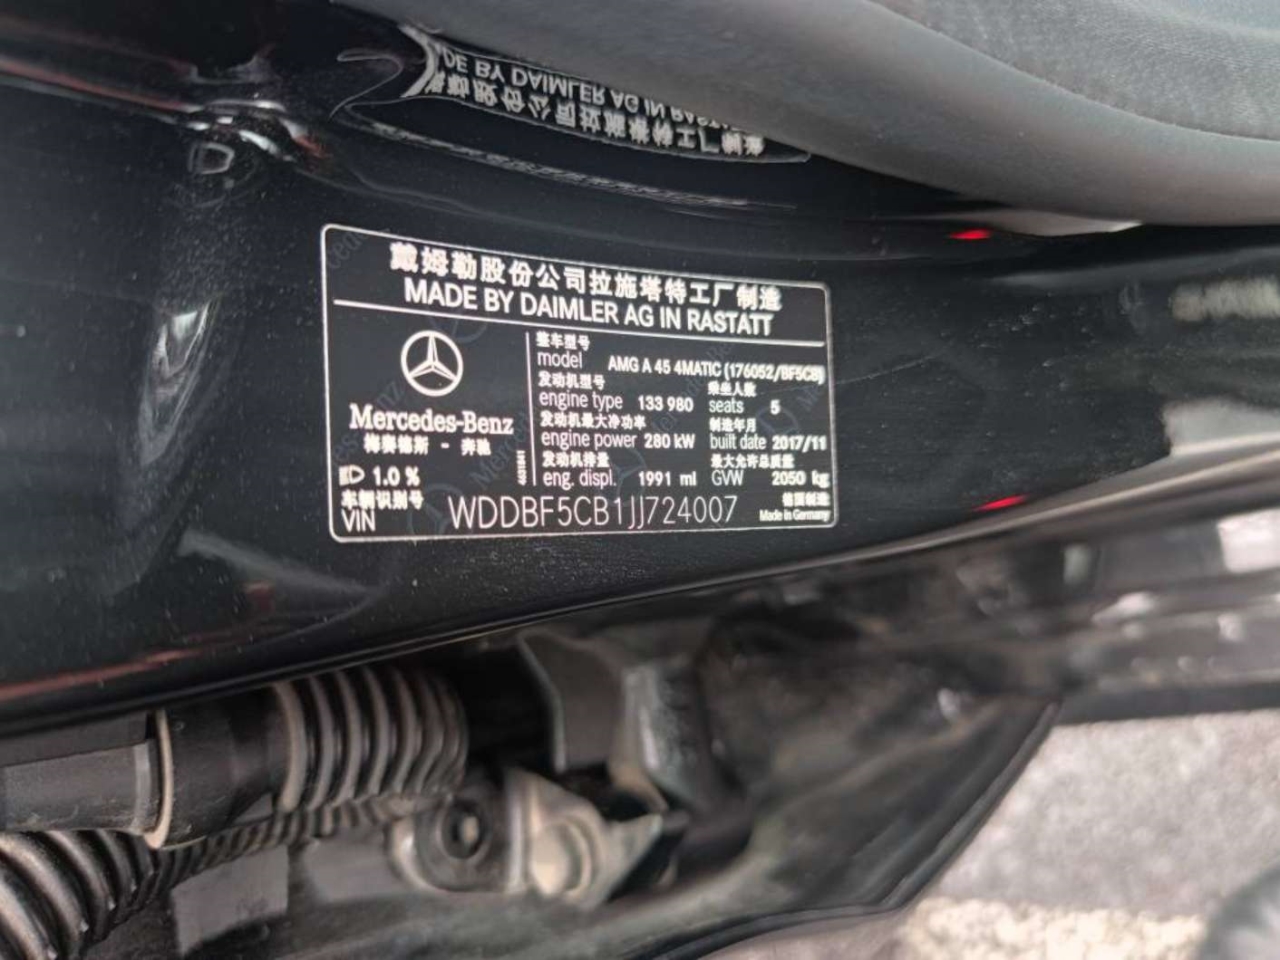 戴姆勒股份公司拉施塔特工厂制造
MADE BY DAIMLER AG IN RASTATT
Mercedes-Benz
梅赛德斯 - 奔驰
1.0 %
整车型号
model AMG A 45 4MATIC (176052/BF5CB)
发动机型号 乘坐人数
engine type 133 980 seats 5
发动机最大净功率 制造年月
engine power 280 kW built date 2017/11
发动机排量 最大允许总质量
eng. displ. 1991 ml GVW 2050 kg
车辆识别号 德国制造
VIN WDDBF5CB1JJ724007 Made in Germany